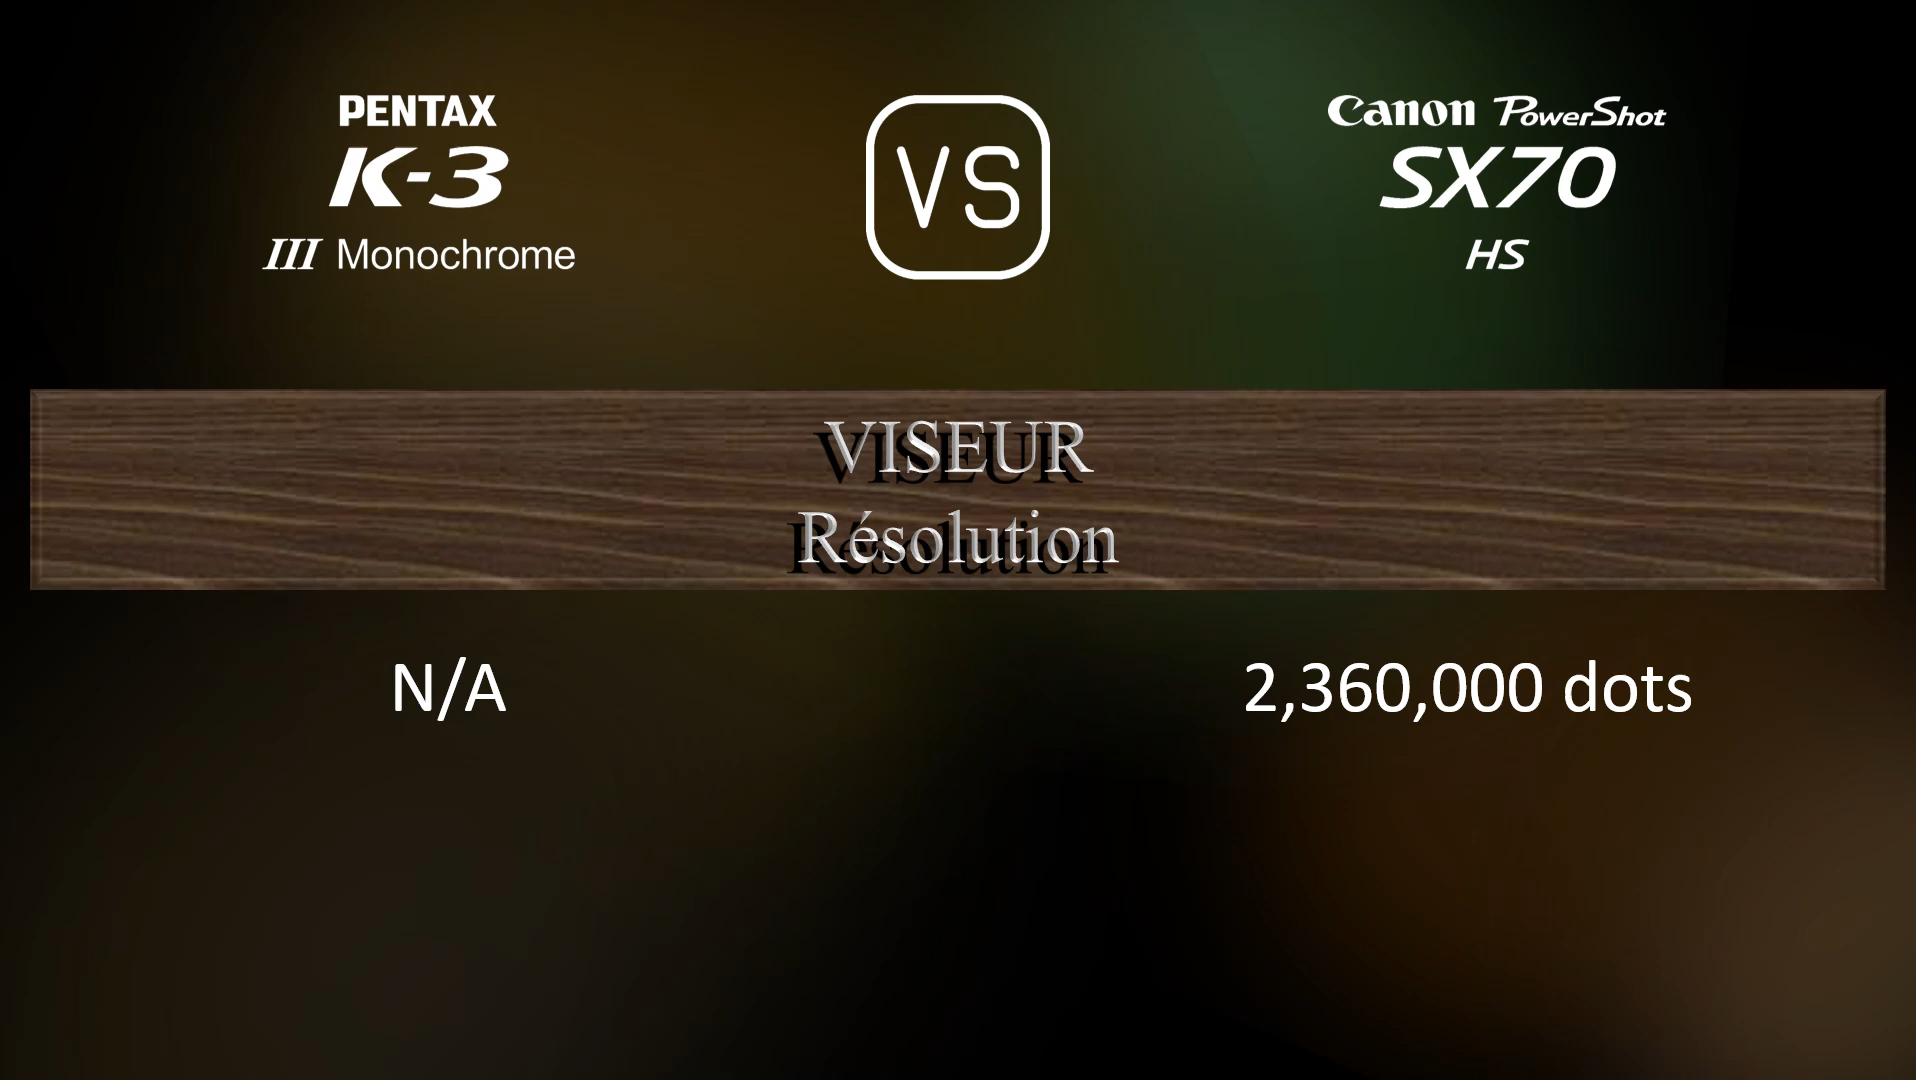 PENTAX
K-3
III Monochrome
VS
Canon PowerShot
SX70
HS
VISEUR
Résolution
N/A
2,360,000 dots